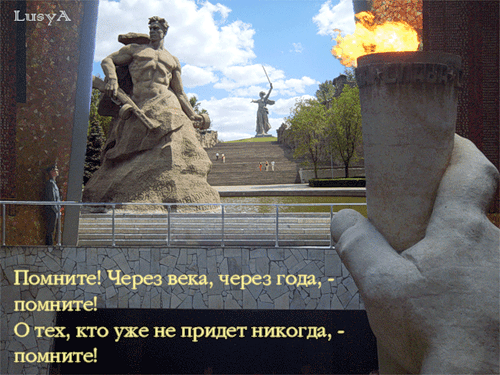 LusyA
Помните! Через века, через года, -
помните!
О тех, кто уже не придет никогда, -
помните!